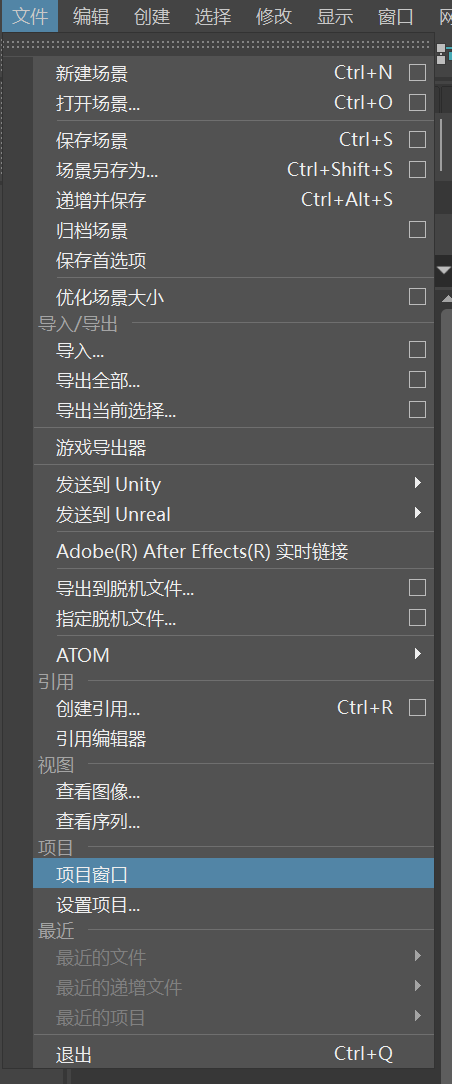 文件 编辑 创建 选择 修改 显示 窗口
新建场景 Ctrl+N
打开场景... Ctrl+O
保存场景 Ctrl+S
场景另存为... Ctrl+Shift+S
递增并保存 Ctrl+Alt+S
归档场景
保存首选项
优化场景大小
导入/导出
导入...
导出全部...
导出当前选择...
游戏导出器
发送到 Unity
发送到 Unreal
Adobe(R) After Effects(R) 实时链接
导出到脱机文件...
指定脱机文件...
ATOM
引用
创建引用... Ctrl+R
引用编辑器
视图
查看图像...
查看序列...
项目
项目窗口
设置项目...
最近
最近的文件
最近的递增文件
最近的项目
退出 Ctrl+Q